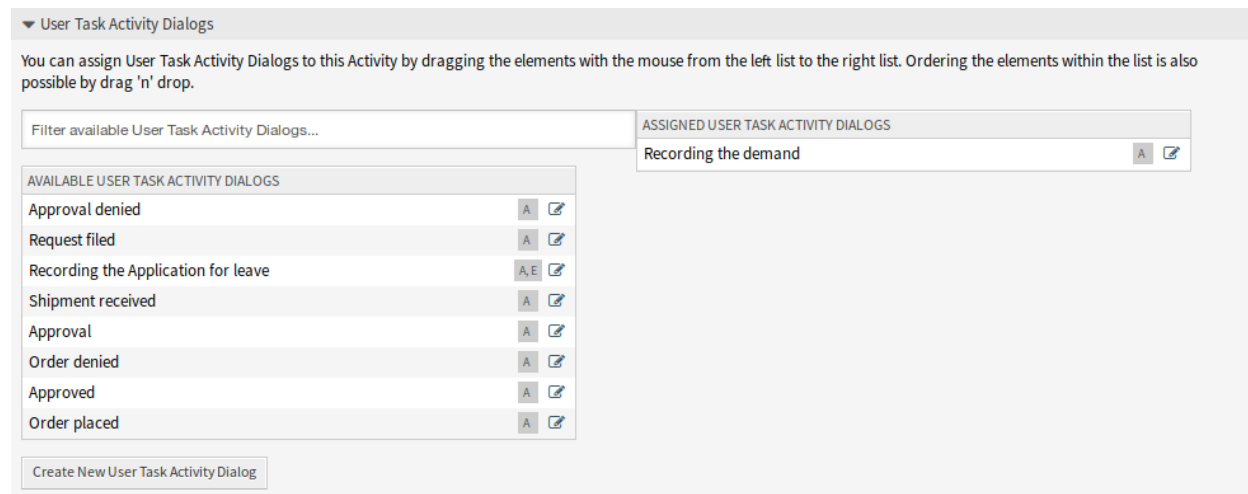 User Task Activity Dialogs
You can assign User Task Activity Dialogs to this Activity by dragging the elements with the mouse from the left list to the right list. Ordering the elements within the list is also
possible by drag 'n' drop.
Filter available User Task Activity Dialogs...
ASSIGNED USER TASK ACTIVITY DIALOGS
Recording the demand A
AVAILABLE USER TASK ACTIVITY DIALOGS
Approval denied A
Request filed A
Recording the Application for leave A, E
Shipment received A
Approval A
Order denied A
Approved A
Order placed A
Create New User Task Activity Dialog